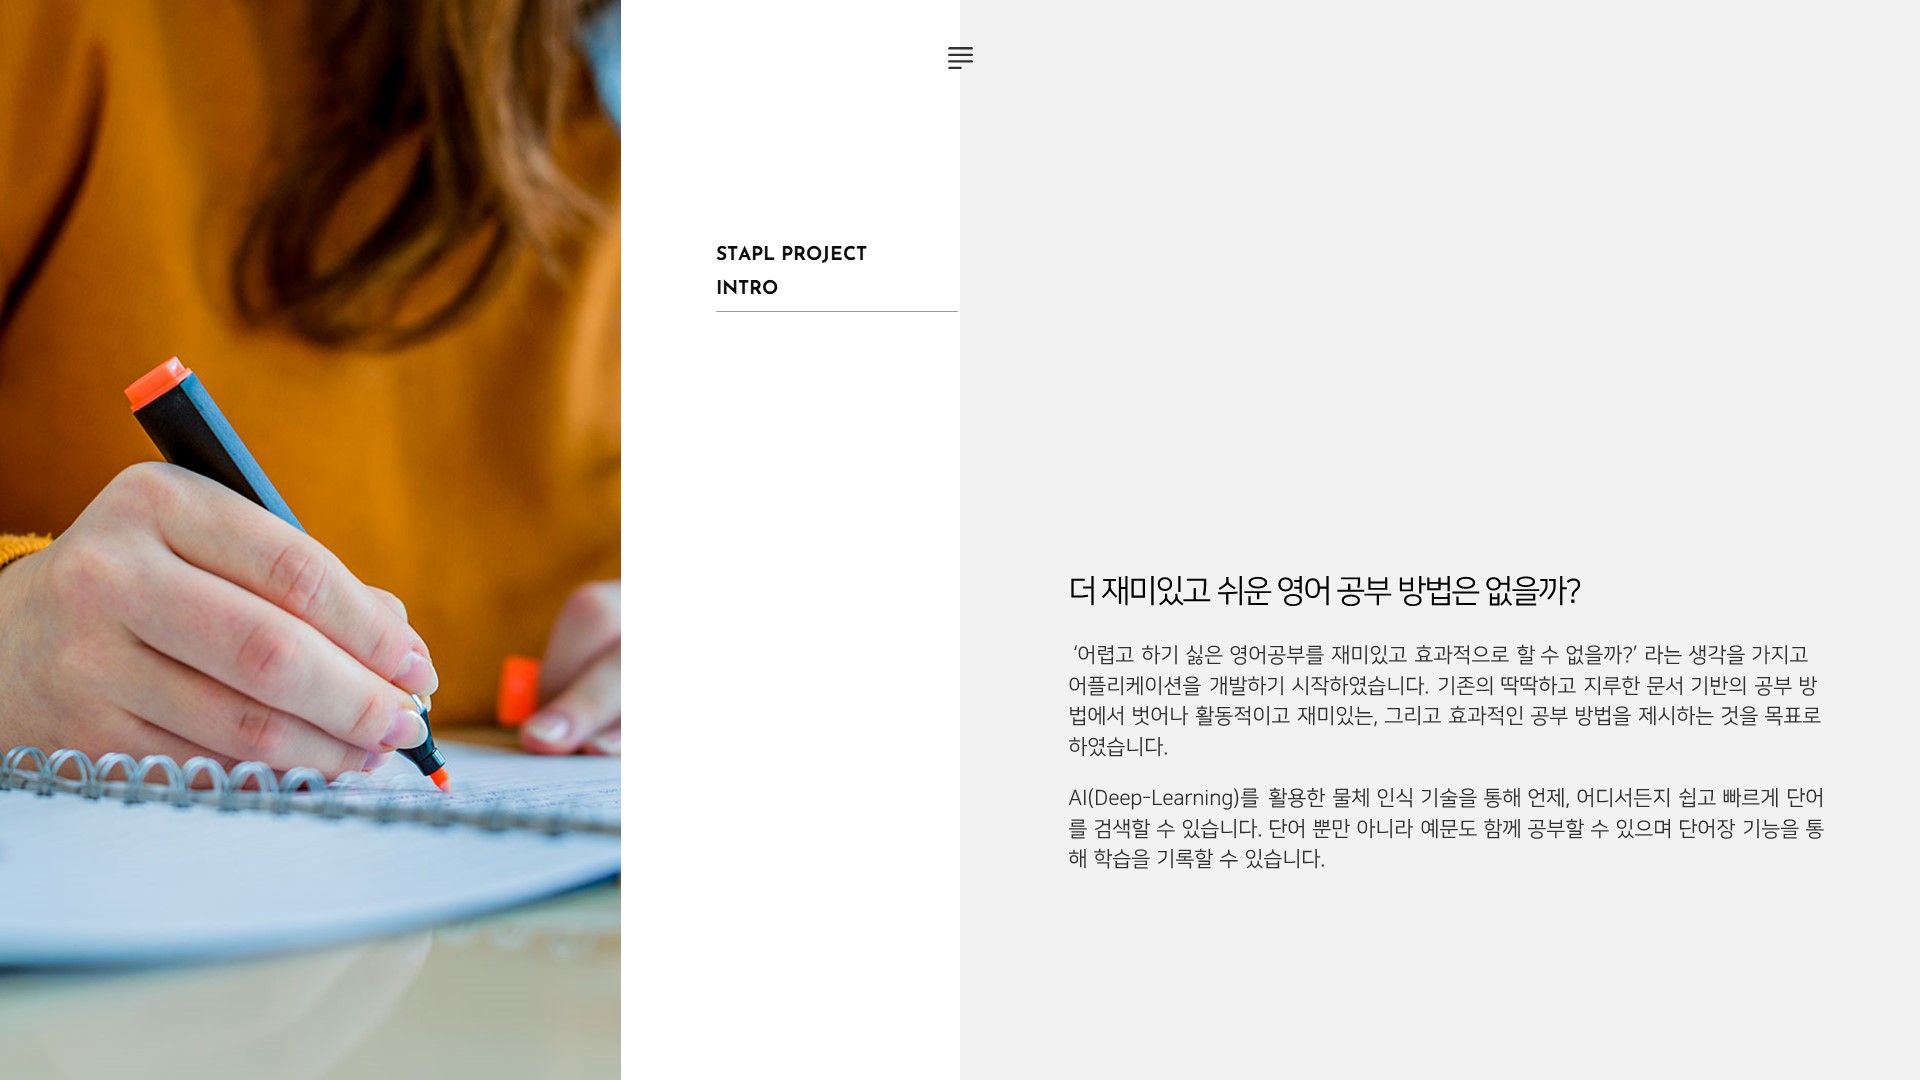 STAPL PROJECT
INTRO
더 재미있고 쉬운 영어 공부 방법은 없을까?
‘어렵고 하기 싫은 영어공부를 재미있고 효과적으로 할 수 없을까?’ 라는 생각을 가지고
어플리케이션을 개발하기 시작하였습니다. 기존의 딱딱하고 지루한 문서 기반의 공부 방
법에서 벗어나 활동적이고 재미있는, 그리고 효과적인 공부 방법을 제시하는 것을 목표로
하였습니다.
AI(Deep-Learning)를 활용한 물체 인식 기술을 통해 언제, 어디서든지 쉽고 빠르게 단어
를 검색할 수 있습니다. 단어 뿐만 아니라 예문도 함께 공부할 수 있으며 단어장 기능을 통
해 학습을 기록할 수 있습니다.